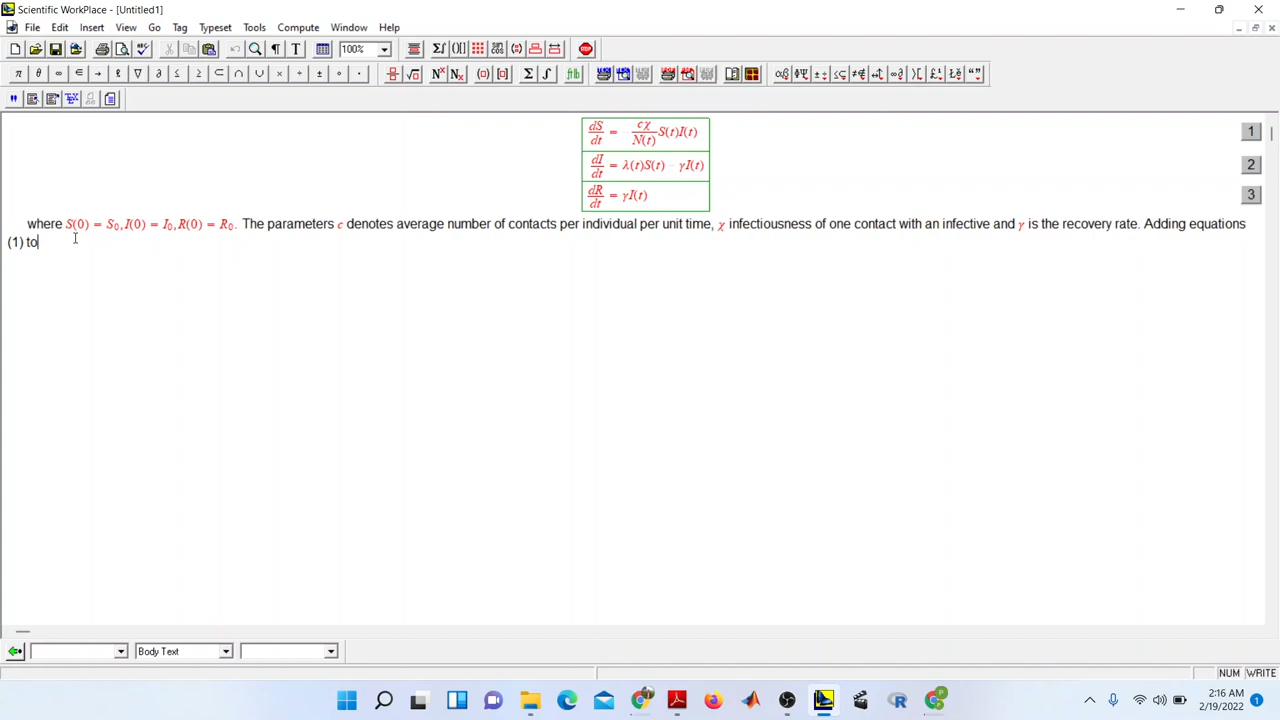 Scientific WorkPlace - [Untitled1]
File Edit Insert View Go Tag Typeset Tools Compute Window Help
100%
dS/dt = - cχ/N(t) S(t)I(t) 1
dI/dt = λ(t)S(t) - γI(t) 2
dR/dt = γI(t) 3
where S(0) = S₀,I(0) = I₀,R(0) = R₀. The parameters c denotes average number of contacts per individual per unit time, χ infectiousness of one contact with an infective and γ is the recovery rate. Adding equations
(1) to
Body Text
NUM WRITE
2:16 AM
2/19/2022